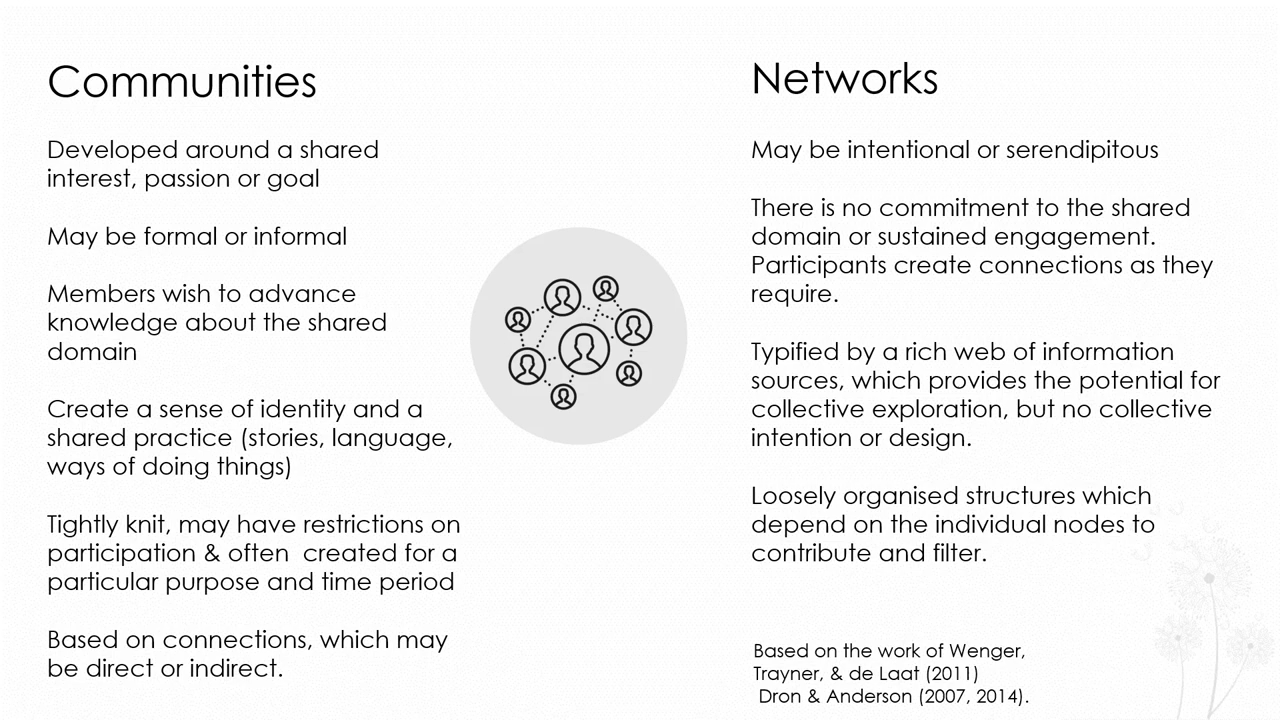 Communities
Developed around a shared
interest, passion or goal
May be formal or informal
Members wish to advance
knowledge about the shared
domain
Create a sense of identity and a
shared practice (stories, language,
ways of doing things)
Tightly knit, may have restrictions on
participation & often  created for a
particular purpose and time period
Based on connections, which may
be direct or indirect.
Networks
May be intentional or serendipitous
There is no commitment to the shared
domain or sustained engagement.
Participants create connections as they
require.
Typified by a rich web of information
sources, which provides the potential for
collective exploration, but no collective
intention or design.
Loosely organised structures which
depend on the individual nodes to
contribute and filter.
Based on the work of Wenger,
Trayner, & de Laat (2011)
Dron & Anderson (2007, 2014).